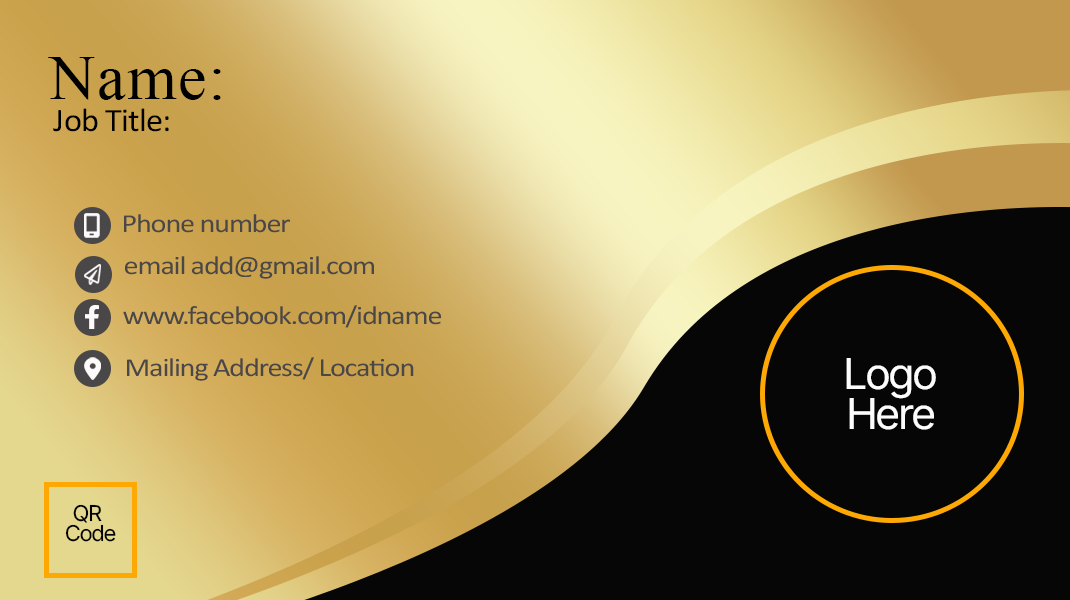 Name:
Job Title:
Phone number
email add@gmail.com
www.facebook.com/idname
Mailing Address/ Location
Logo
Here
QR
Code